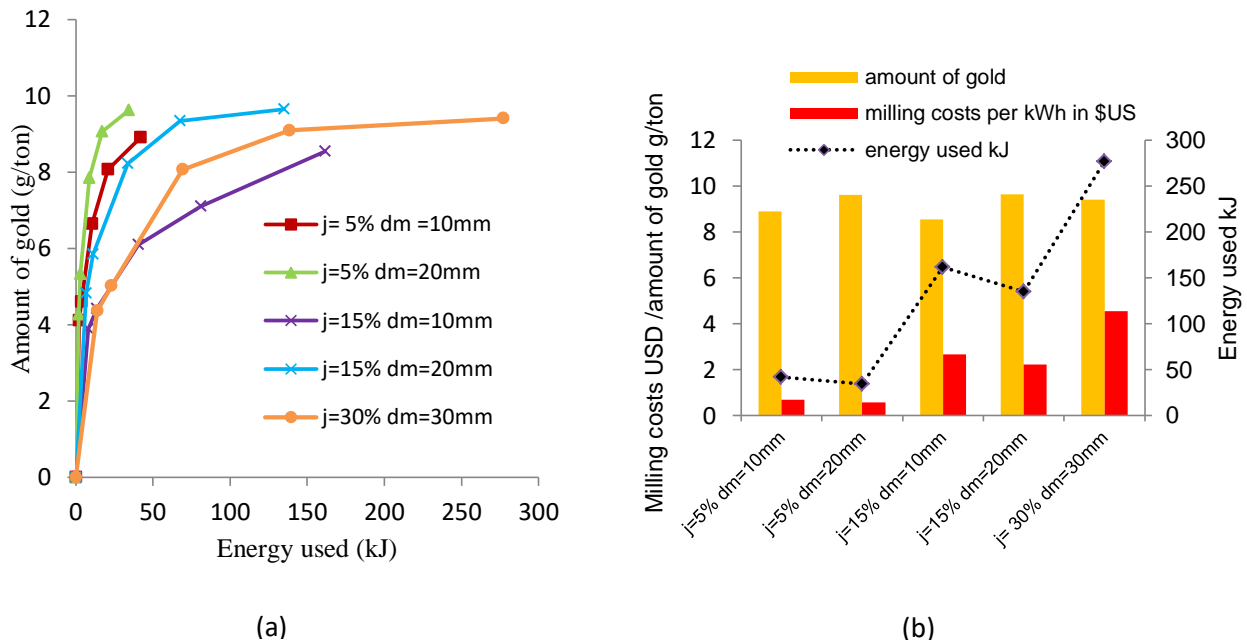 12
10
8
6
4
2
0
Amount of gold (g/ton)
j= 5% dm =10mm
j=5% dm=20mm
j=15% dm=10mm
j=15% dm=20mm
j=30% dm=30mm
0 50 100 150 200 250 300
Energy used (kJ)
(a)
amount of gold
milling costs per kWh in $US
energy used kJ
Milling costs USD /amount of gold g/ton
12
10
8
6
4
2
0
300
250
200
150
100
50
0
Energy used kJ
j=5% dm=10mm
j=5% dm=20mm
j=15% dm=10mm
j=15% dm=20mm
j= 30% dm=30mm
(b)